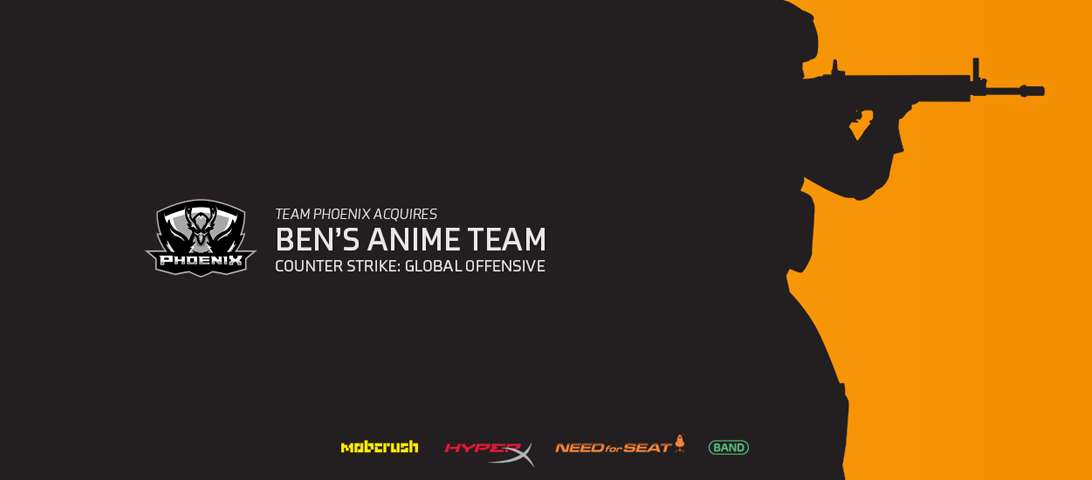 TEAM PHOENIX ACQUIRES
PHOENIX
BEN'S ANIME TEAM
COUNTER STRIKE: GLOBAL OFFENSIVE
mobcrush
HYPERX
NEED for SEAT
BAND